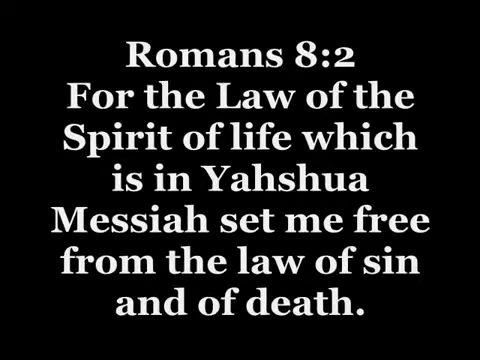 Romans 8:2
For the Law of the
Spirit of life which
is in Yahshua
Messiah set me free
from the law of sin
and of death.